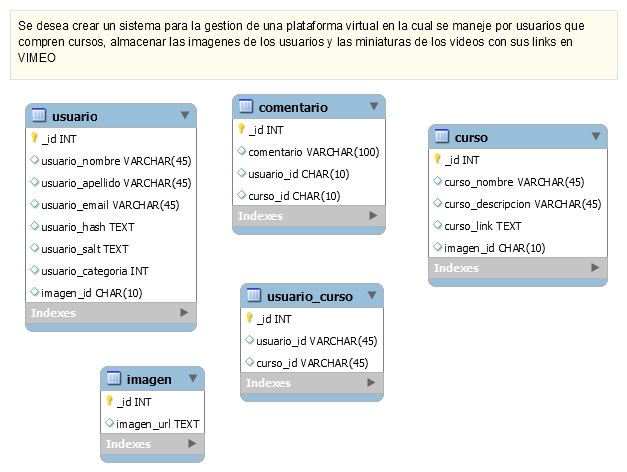 Se desea crear un sistema para la gestion de una plataforma virtual en la cual se maneje por usuarios que
compren cursos, almacenar las imagenes de los usuarios y las miniaturas de los videos con sus links en
VIMEO
usuario
_id INT
usuario_nombre VARCHAR(45)
usuario_apellido VARCHAR(45)
usuario_email VARCHAR(45)
usuario_hash TEXT
usuario_salt TEXT
usuario_categoria INT
imagen_id CHAR(10)
Indexes
comentario
_id INT
comentario VARCHAR(100)
usuario_id CHAR(10)
curso_id CHAR(10)
Indexes
curso
_id INT
curso_nombre VARCHAR(45)
curso_descripcion VARCHAR(45)
curso_link TEXT
imagen_id CHAR(10)
Indexes
usuario_curso
_id INT
usuario_id VARCHAR(45)
curso_id VARCHAR(45)
Indexes
imagen
_id INT
imagen_url TEXT
Indexes